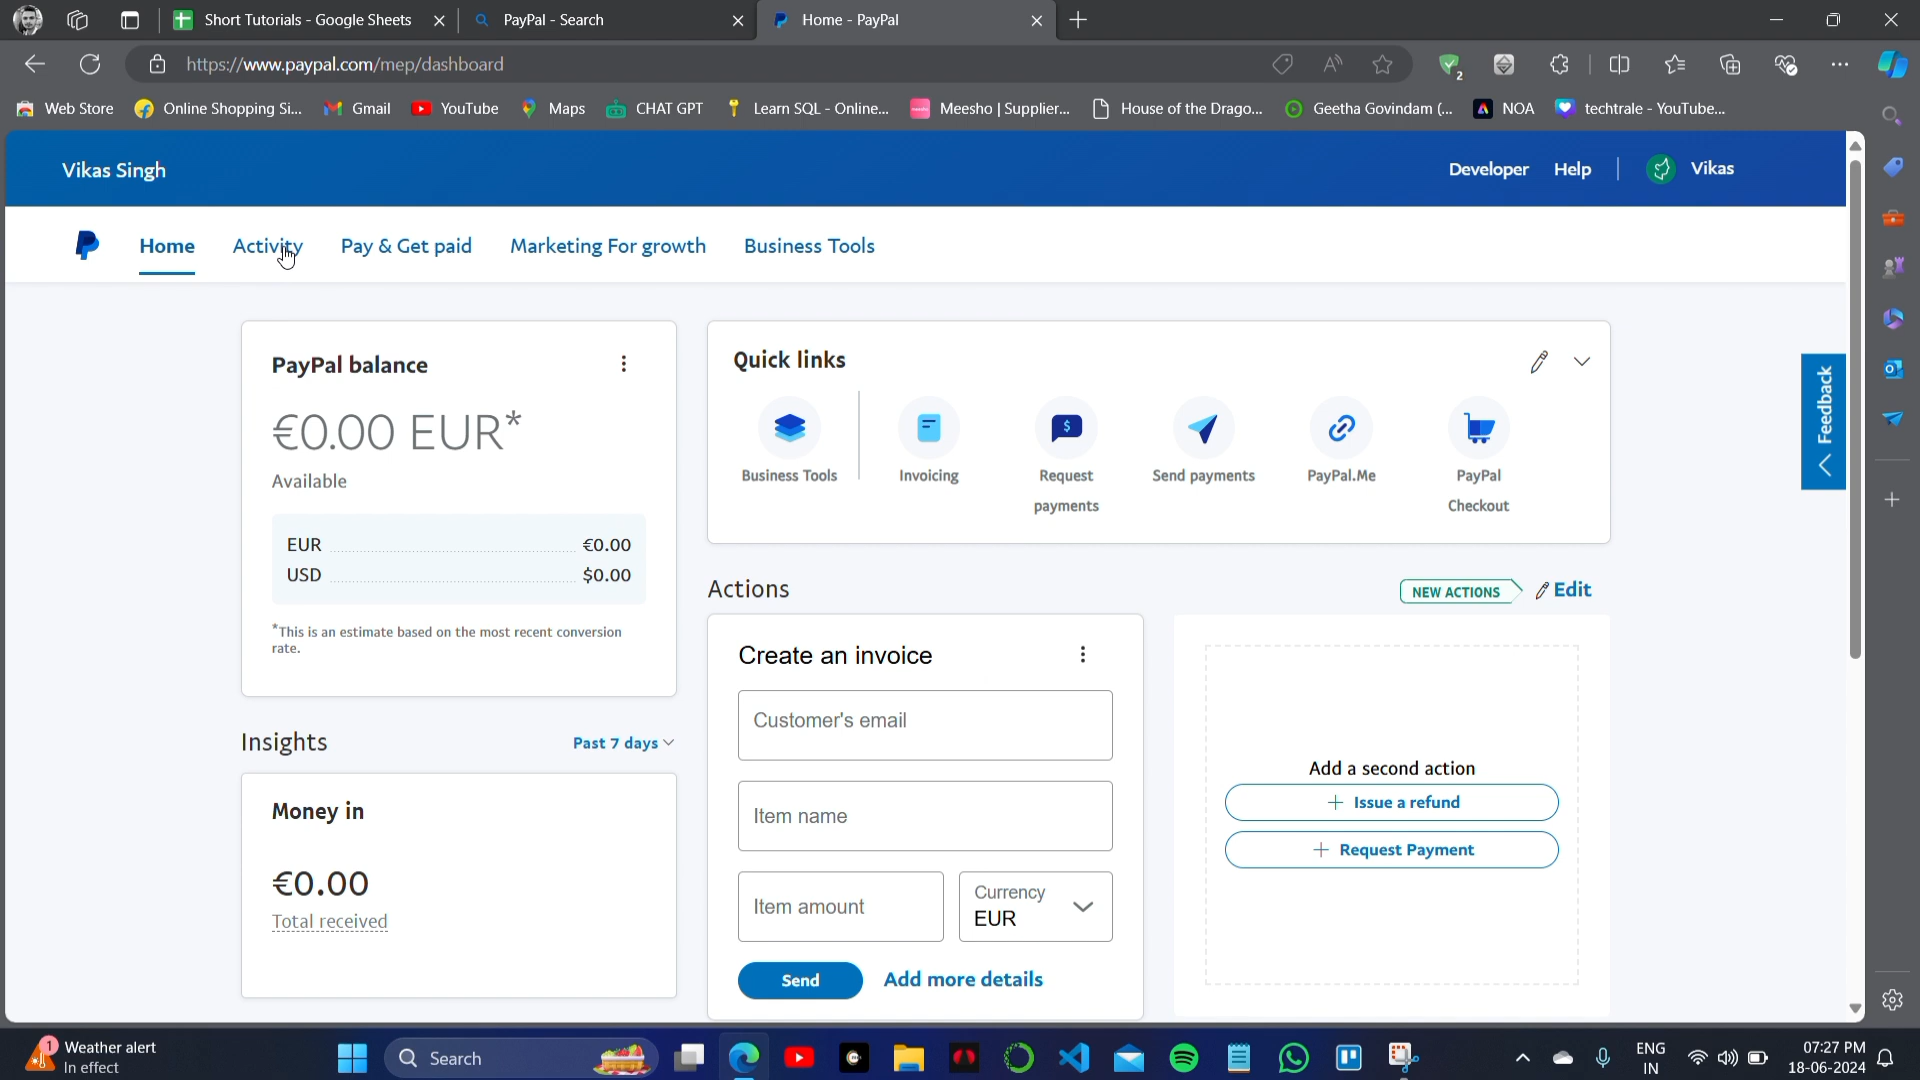 Short Tutorials - Google Sheets
PayPal - Search
Home - PayPal
https://www.paypal.com/mep/dashboard
2
Web Store
Online Shopping Si...
Gmail
YouTube
Maps
CHAT GPT
Learn SQL - Online...
Meesho | Supplier...
House of the Drago...
Geetha Govindam (...
NOA
techtrale - YouTube...
Vikas Singh
Developer
Help
Vikas
Home
Activity
Pay & Get paid
Marketing For growth
Business Tools
PayPal balance
€0.00 EUR*
Available
EUR €0.00
USD $0.00
*This is an estimate based on the most recent conversion
rate.
Insights
Past 7 days
Money in
€0.00
Total received
Quick links
Business Tools
Invoicing
Request
payments
Send payments
PayPal.Me
PayPal
Checkout
Actions
NEW ACTIONS
Edit
Create an invoice
Customer's email
Item name
Item amount
Currency
EUR
Send
Add more details
Add a second action
+ Issue a refund
+ Request Payment
Feedback
1
Weather alert
In effect
Search
ENG
IN
07:27 PM
18-06-2024